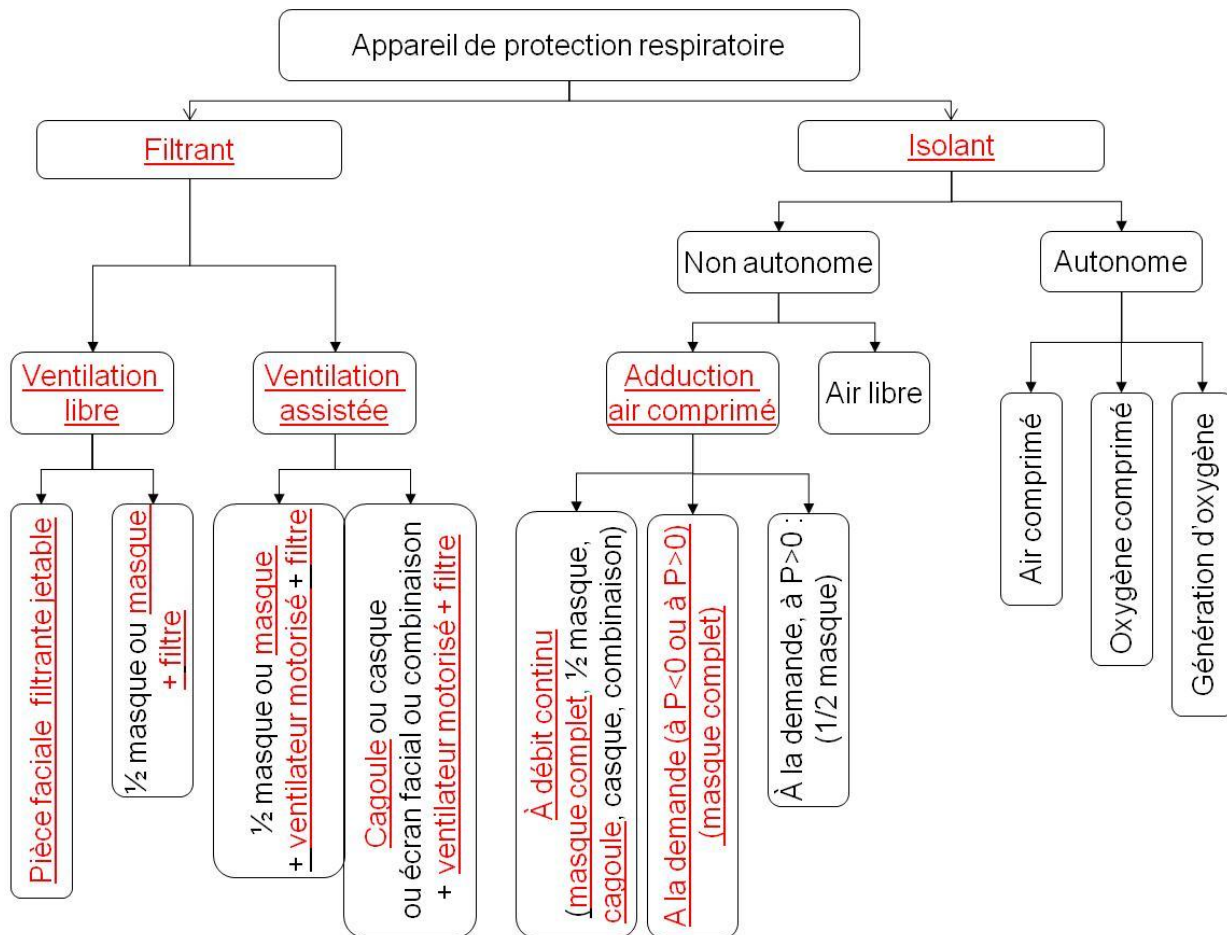 Appareil de protection respiratoire
Filtrant
Isolant
Non autonome
Autonome
Ventilation
libre
Ventilation
assistée
Adduction
air comprimé
Air libre
Pièce faciale filtrante jetable
½ masque ou masque
+ filtre
½ masque ou masque
+ ventilateur motorisé + filtre
Cagoule ou casque
ou écran facial ou combinaison
+ ventilateur motorisé + filtre
À débit continu
(masque complet, ½ masque,
cagoule, casque, combinaison)
A la demande (à P<0 ou à P>0)
(masque complet)
À la demande, à P>0 :
(1/2 masque)
Air comprimé
Oxygène comprimé
Génération d'oxygène